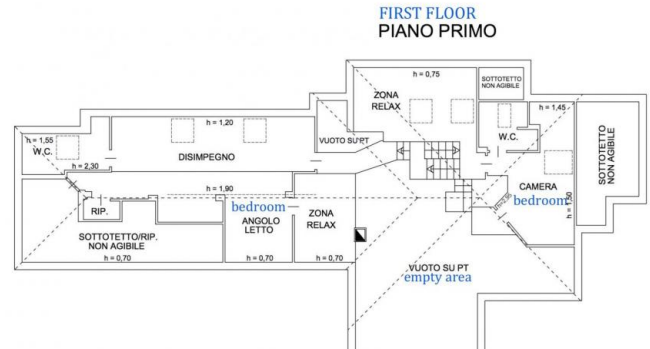 FIRST FLOOR
PIANO PRIMO
h = 0,75
SOTTOTETTO
NON AGIBILE
ZONA
RELAX
h = 1,45
h = 1,20
h = 1,55
W.C.
VUOTO SU PT
W.C.
DISIMPEGNO
SOTTOTETTO
NON AGIBILE
h = 2,30
CAMERA
h = 1,90
bedroom
bedroom
h = 1,50
RIP.
ANGOLO
LETTO
ZONA
RELAX
SOTTOTETTO/RIP.
NON AGIBILE
h = 0,70
h = 0,70
h = 0,70
VUOTO SU PT
empty area